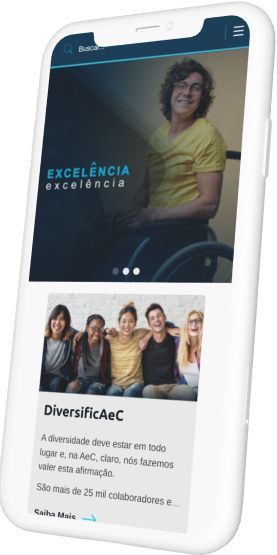 Buscar...
EXCELÊNCIA
excelência
DiversificAeC
A diversidade deve estar em todo
lugar e, na AeC, claro, nós fazemos
valer esta afirmação.
São mais de 25 mil colaboradores e...
Saiba Mais